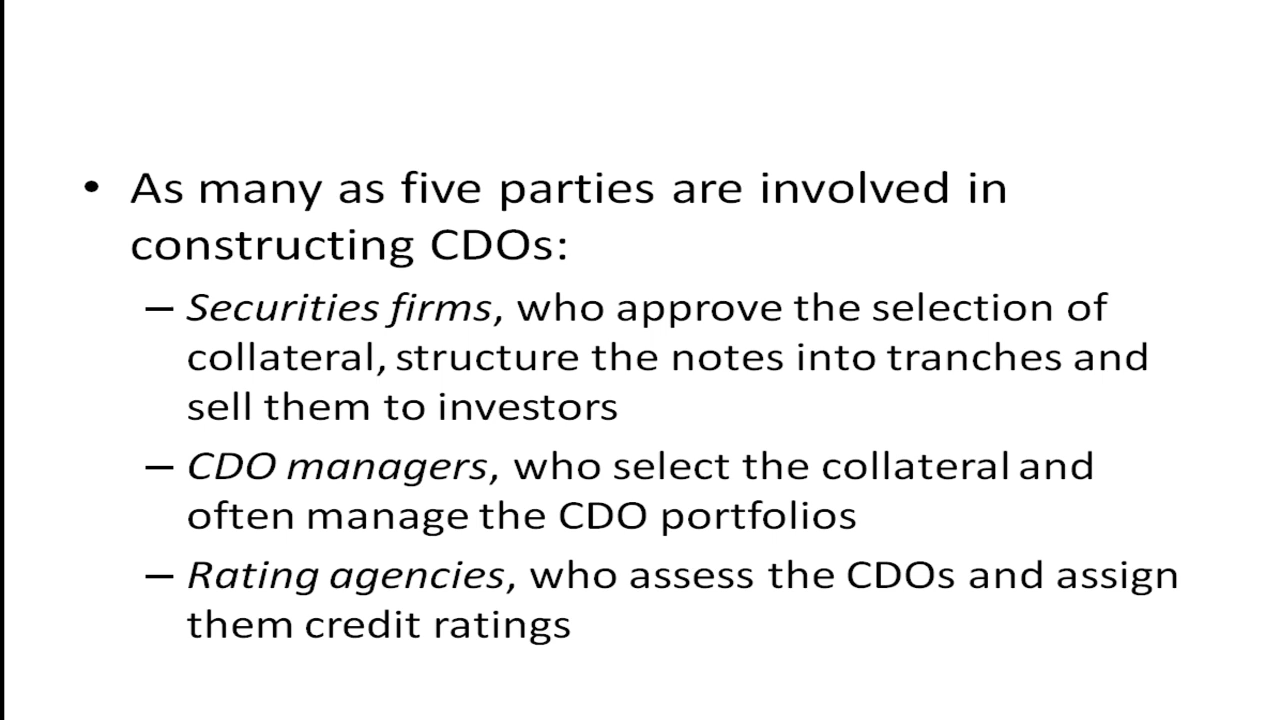 • As many as five parties are involved in
constructing CDOs:
– Securities firms, who approve the selection of
collateral, structure the notes into tranches and
sell them to investors
– CDO managers, who select the collateral and
often manage the CDO portfolios
– Rating agencies, who assess the CDOs and assign
them credit ratings